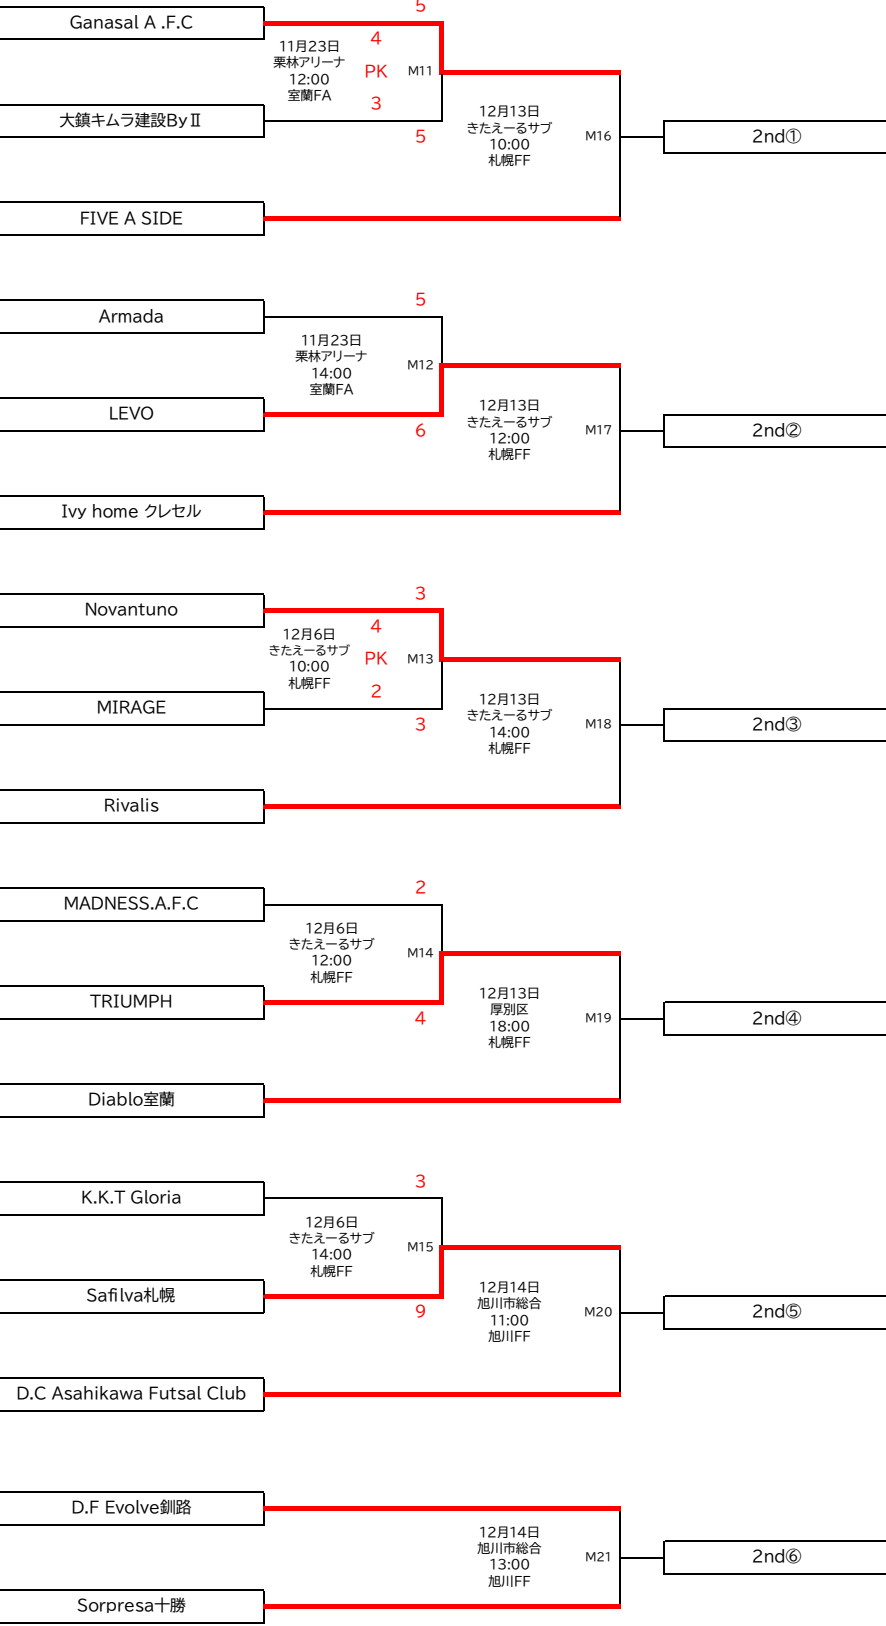 5
Ganasal A .F.C
4
11月23日
栗林アリーナ
12:00
室蘭FA
PK
M11
3
大鎮キムラ建設ByⅡ
5
12月13日
きたえーるサブ
10:00
札幌FF
M16
2nd①
FIVE A SIDE
5
Armada
11月23日
栗林アリーナ
14:00
室蘭FA
M12
LEVO
6
12月13日
きたえーるサブ
12:00
札幌FF
M17
2nd②
Ivy home クレセル
3
Novantuno
4
12月6日
きたえーるサブ
10:00
札幌FF
PK
M13
2
MIRAGE
3
12月13日
きたえーるサブ
14:00
札幌FF
M18
2nd③
Rivalis
2
MADNESS.A.F.C
12月6日
きたえーるサブ
12:00
札幌FF
M14
TRIUMPH
4
12月13日
厚別区
18:00
札幌FF
M19
2nd④
Diablo室蘭
3
K.K.T Gloria
12月6日
きたえーるサブ
14:00
札幌FF
M15
Safilva札幌
9
12月14日
旭川市総合
11:00
旭川FF
M20
2nd⑤
D.C Asahikawa Futsal Club
D.F Evolve釧路
12月14日
旭川市総合
13:00
旭川FF
M21
2nd⑥
Sorpresa十勝